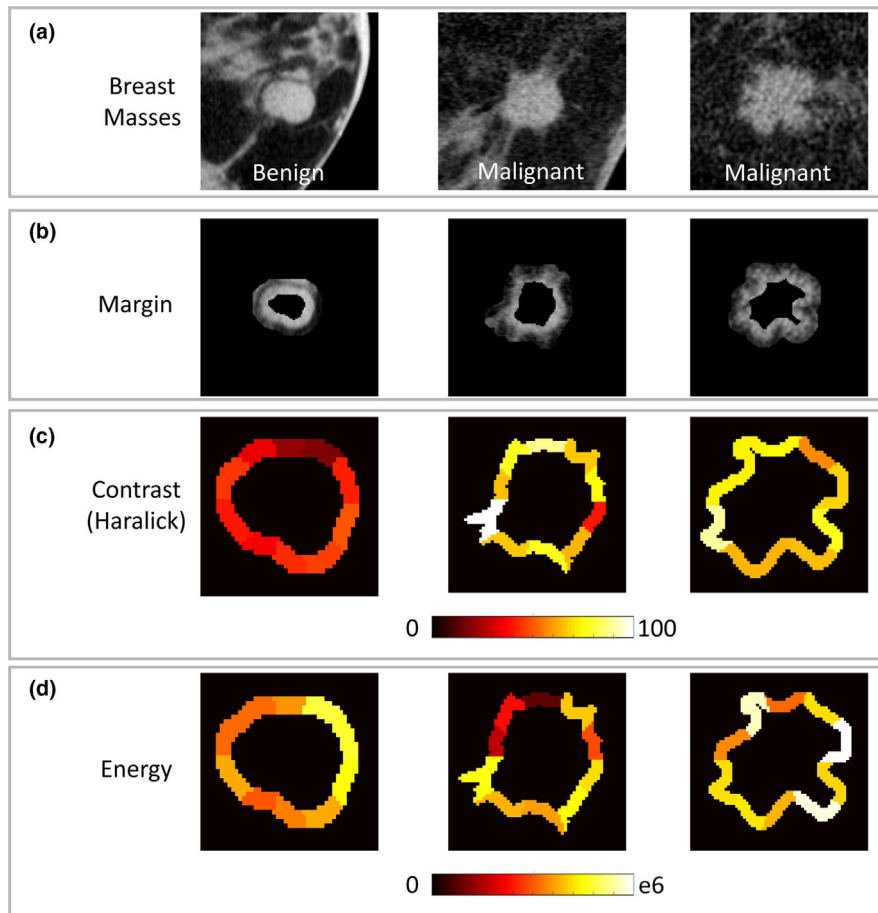 (a)
Breast
Masses
Benign
Malignant
Malignant
(b)
Margin
(c)
Contrast
(Haralick)
0
100
(d)
Energy
0
e6